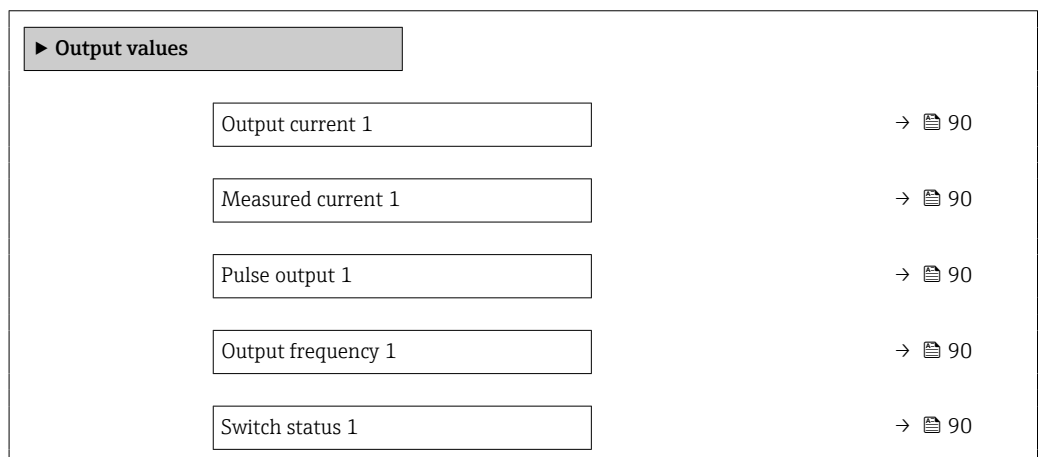 ▶ Output values
Output current 1 → 90
Measured current 1 → 90
Pulse output 1 → 90
Output frequency 1 → 90
Switch status 1 → 90